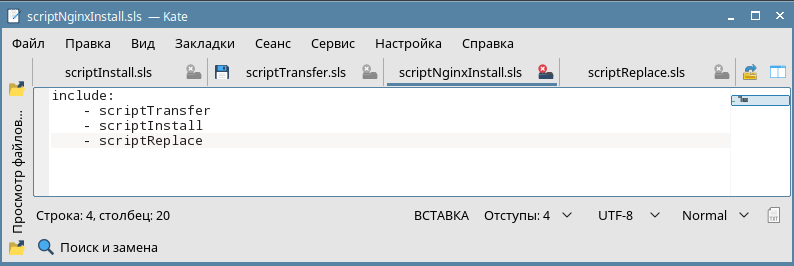 scriptNginxInstall.sls — Kate
Файл Правка Вид Закладки Сеанс Сервис Настройка Справка
scriptInstall.sls scriptTransfer.sls scriptNginxInstall.sls scriptReplace.sls
Просмотр файлов...
include:
    - scriptTransfer
    - scriptInstall
    - scriptReplace
Строка: 4, столбец: 20 ВСТАВКА Отступы: 4 UTF-8 Normal
Поиск и замена